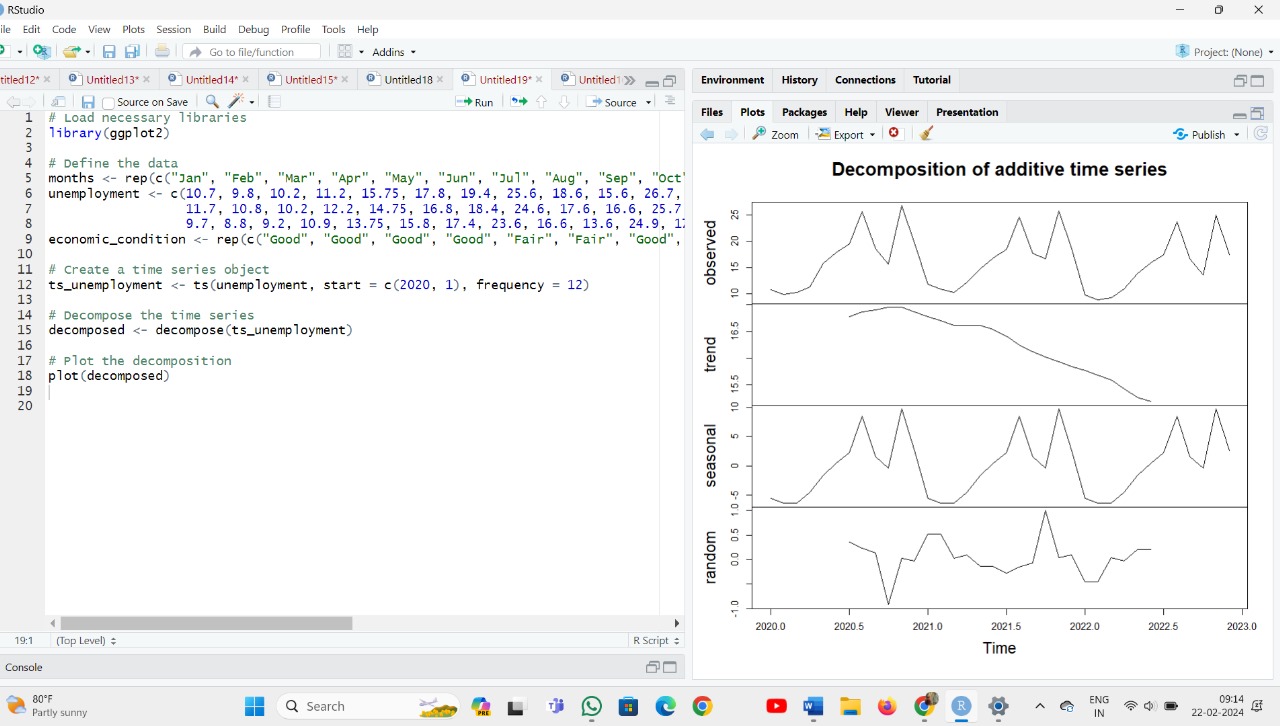 RStudio
ile Edit Code View Plots Session Build Debug Profile Tools Help
Go to file/function Addins Project: (None)
titled12* Untitled13* Untitled14* Untitled15* Untitled18 Untitled19* Untitled1
Source on Save Run Source
1 # Load necessary libraries
2 library(ggplot2)
3
4 # Define the data
5 months <- rep(c("Jan", "Feb", "Mar", "Apr", "May", "Jun", "Jul", "Aug", "Sep", "Oct"
6 unemployment <- c(10.7, 9.8, 10.2, 11.2, 15.75, 17.8, 19.4, 25.6, 18.6, 15.6, 26.7,
7 11.7, 10.8, 10.2, 12.2, 14.75, 16.8, 18.4, 24.6, 17.6, 16.6, 25.7
8 9.7, 8.8, 9.2, 10.9, 13.75, 15.8, 17.4, 23.6, 16.6, 13.6, 24.9,
9 economic_condition <- rep(c("Good", "Good", "Good", "Good", "Fair", "Fair", "Good",
10
11 # Create a time series object
12 ts_unemployment <- ts(unemployment, start = c(2020, 1), frequency = 12)
13
14 # Decompose the time series
15 decomposed <- decompose(ts_unemployment)
16
17 # Plot the decomposition
18 plot(decomposed)
19
20
19:1 (Top Level) R Script
Console
Environment History Connections Tutorial
Files Plots Packages Help Viewer Presentation
Zoom Export Publish
Decomposition of additive time series
observed
25
20
15
10
trend
16.5
15.5
seasonal
10
5
0
-5
random
1.0
0.5
0.0
-1.0
2020.0 2020.5 2021.0 2021.5 2022.0 2022.5 2023.0
Time
80°F
Partly sunny
Search
PRE
ENG
IN
09:14
22-02-2024